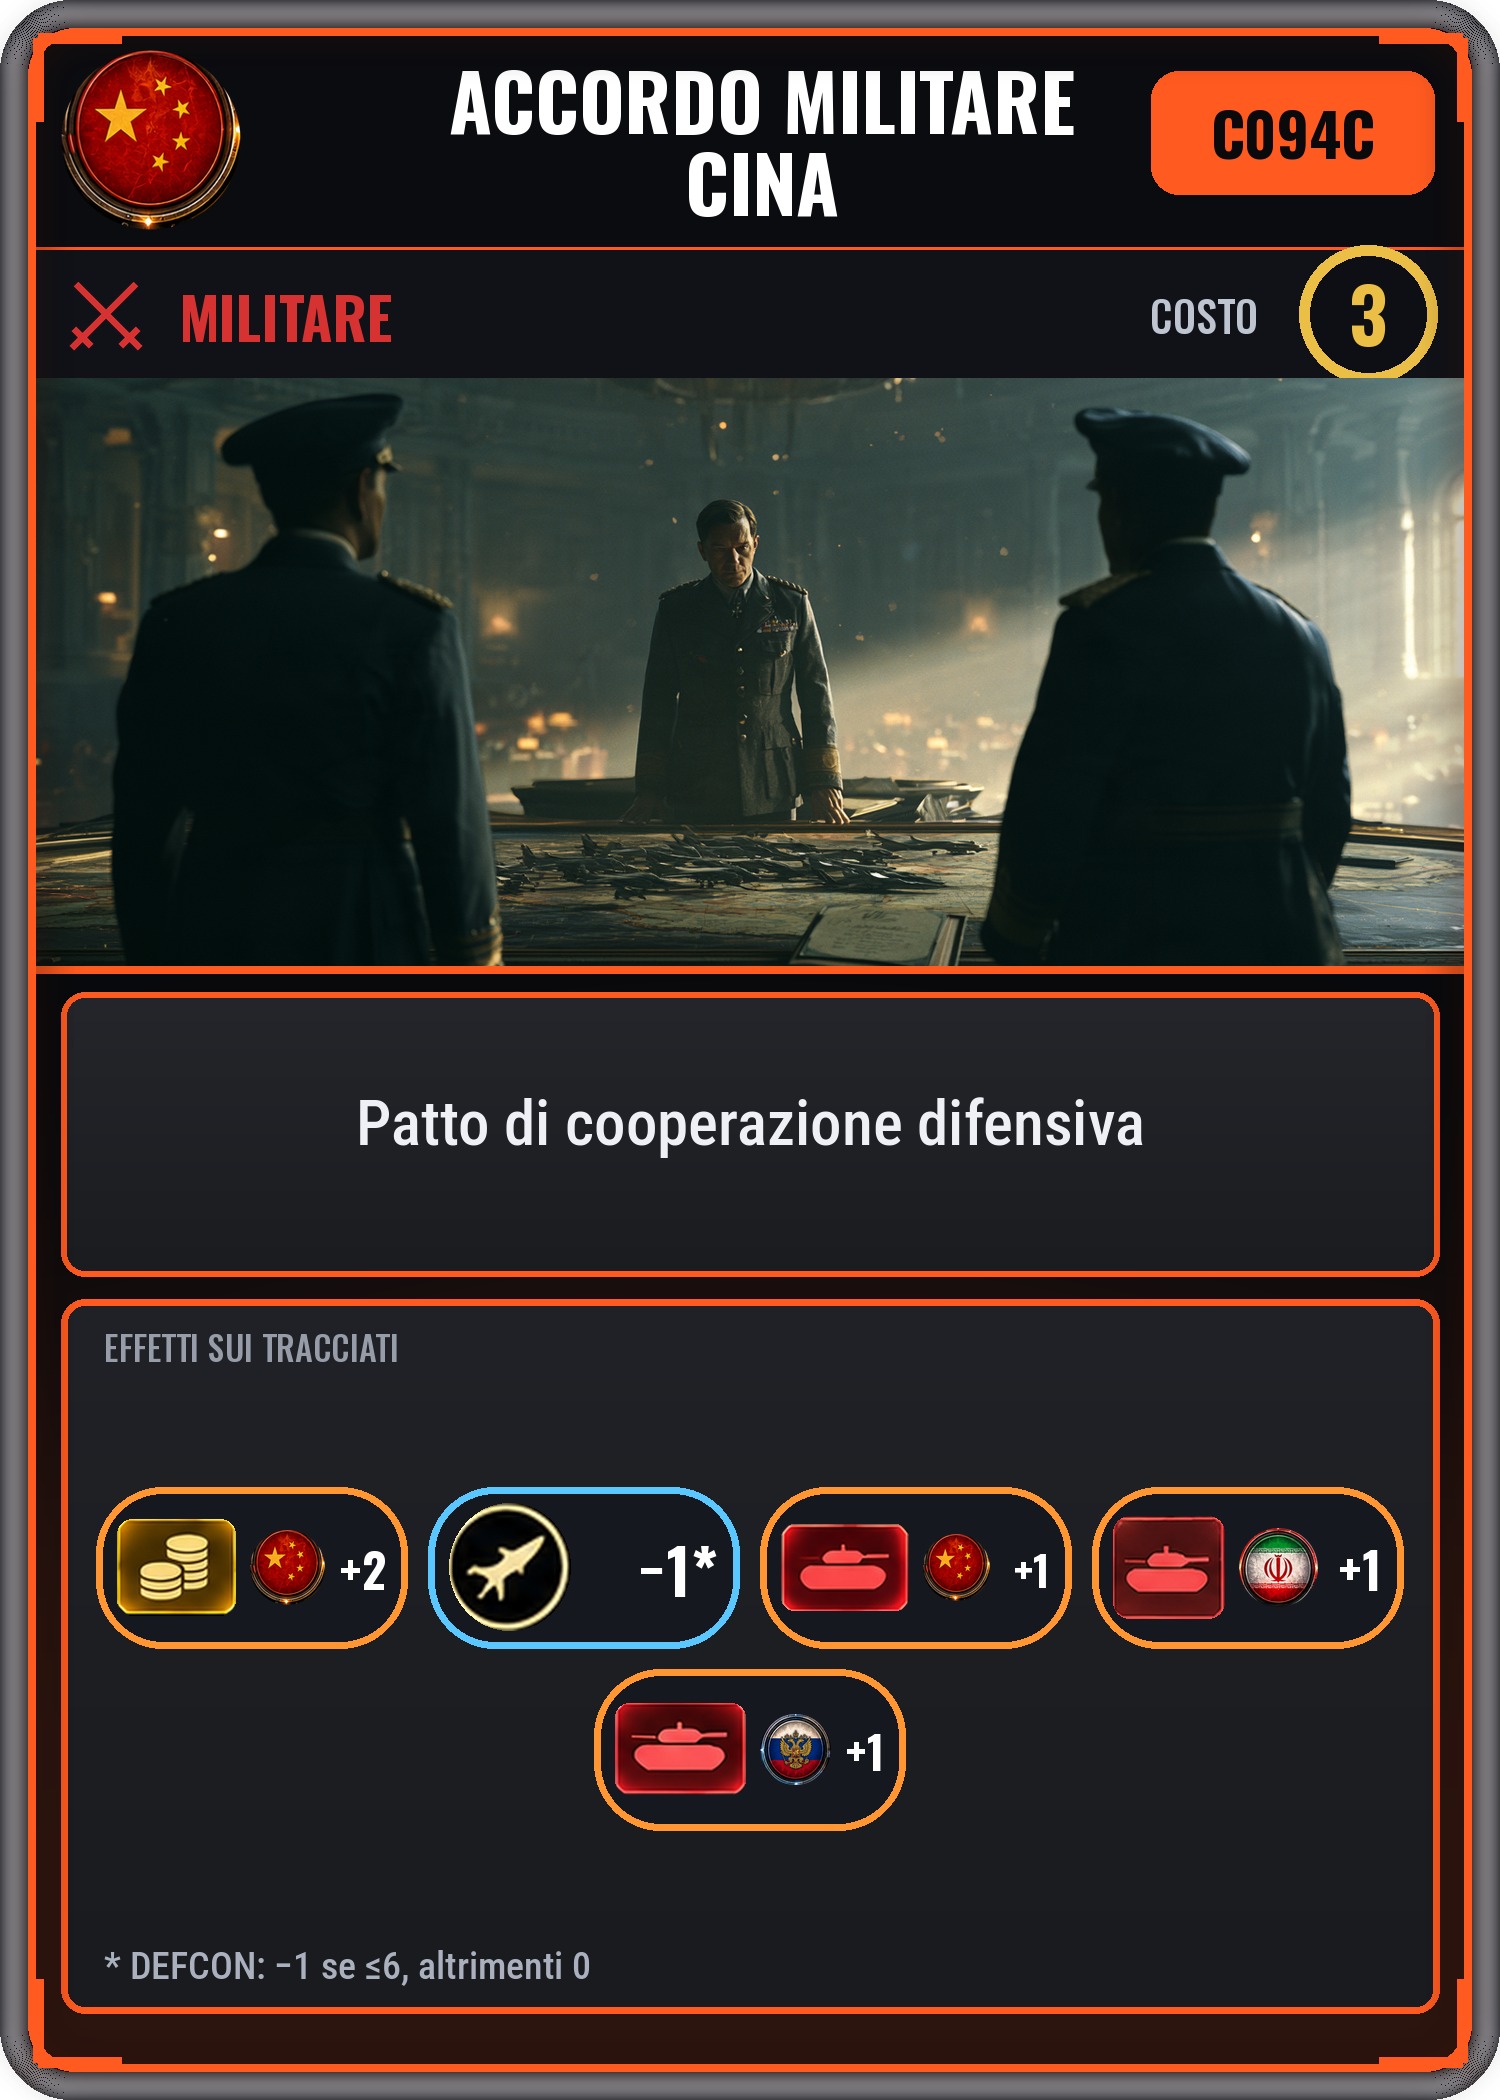 ACCORDO MILITARE
CINA
C094C
MILITARE
COSTO
3
Patto di cooperazione difensiva
EFFETTI SUI TRACCIATI
+2
−1*
+1
+1
+1
* DEFCON: −1 se ≤6, altrimenti 0